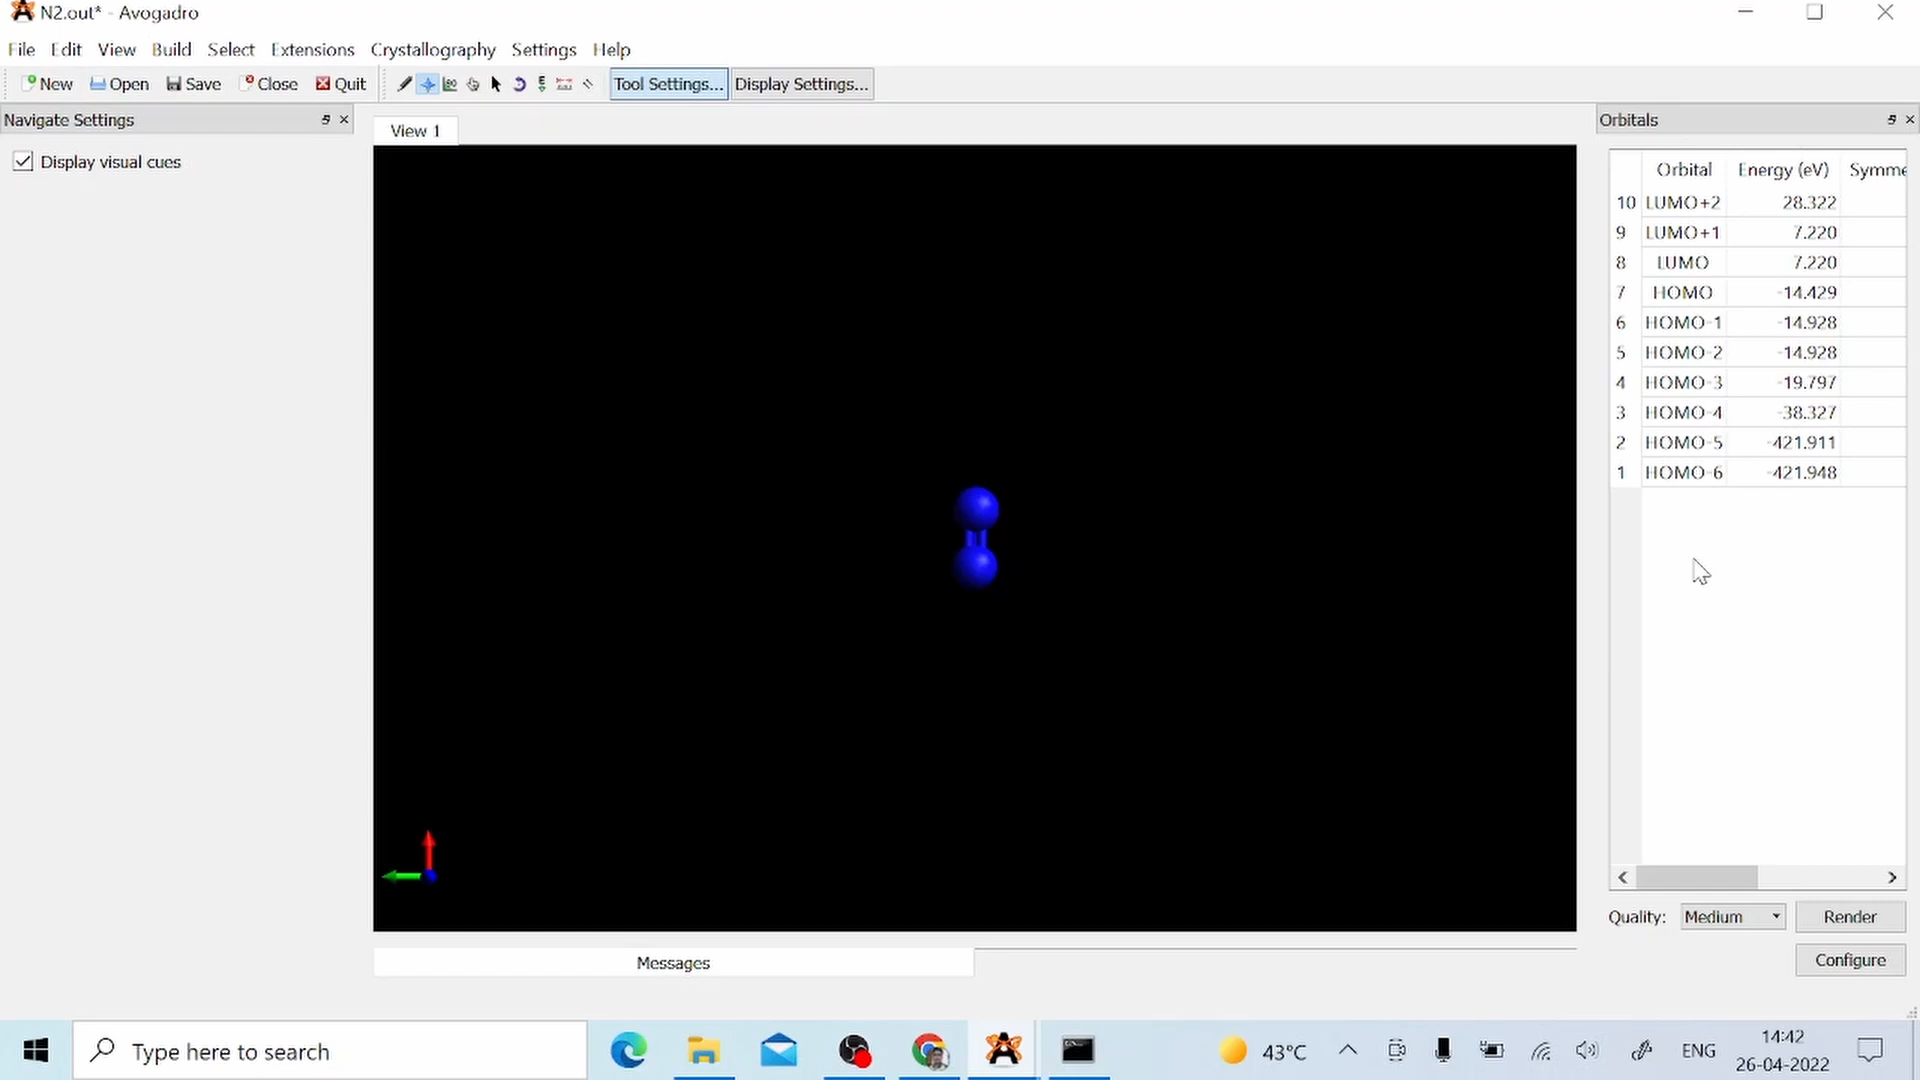 N2.out* - Avogadro
File Edit View Build Select Extensions Crystallography Settings Help
New Open Save Close Quit Tool Settings... Display Settings...
Navigate Settings
Display visual cues
View 1
Orbitals
Orbital Energy (eV) Symme
10 LUMO+2 28.322
9 LUMO+1 7.220
8 LUMO 7.220
7 HOMO -14.429
6 HOMO-1 -14.928
5 HOMO-2 -14.928
4 HOMO-3 -19.797
3 HOMO-4 -38.327
2 HOMO-5 -421.911
1 HOMO-6 -421.948
Quality: Medium Render
Configure
Messages
Type here to search
43°C
ENG
14:42
26-04-2022